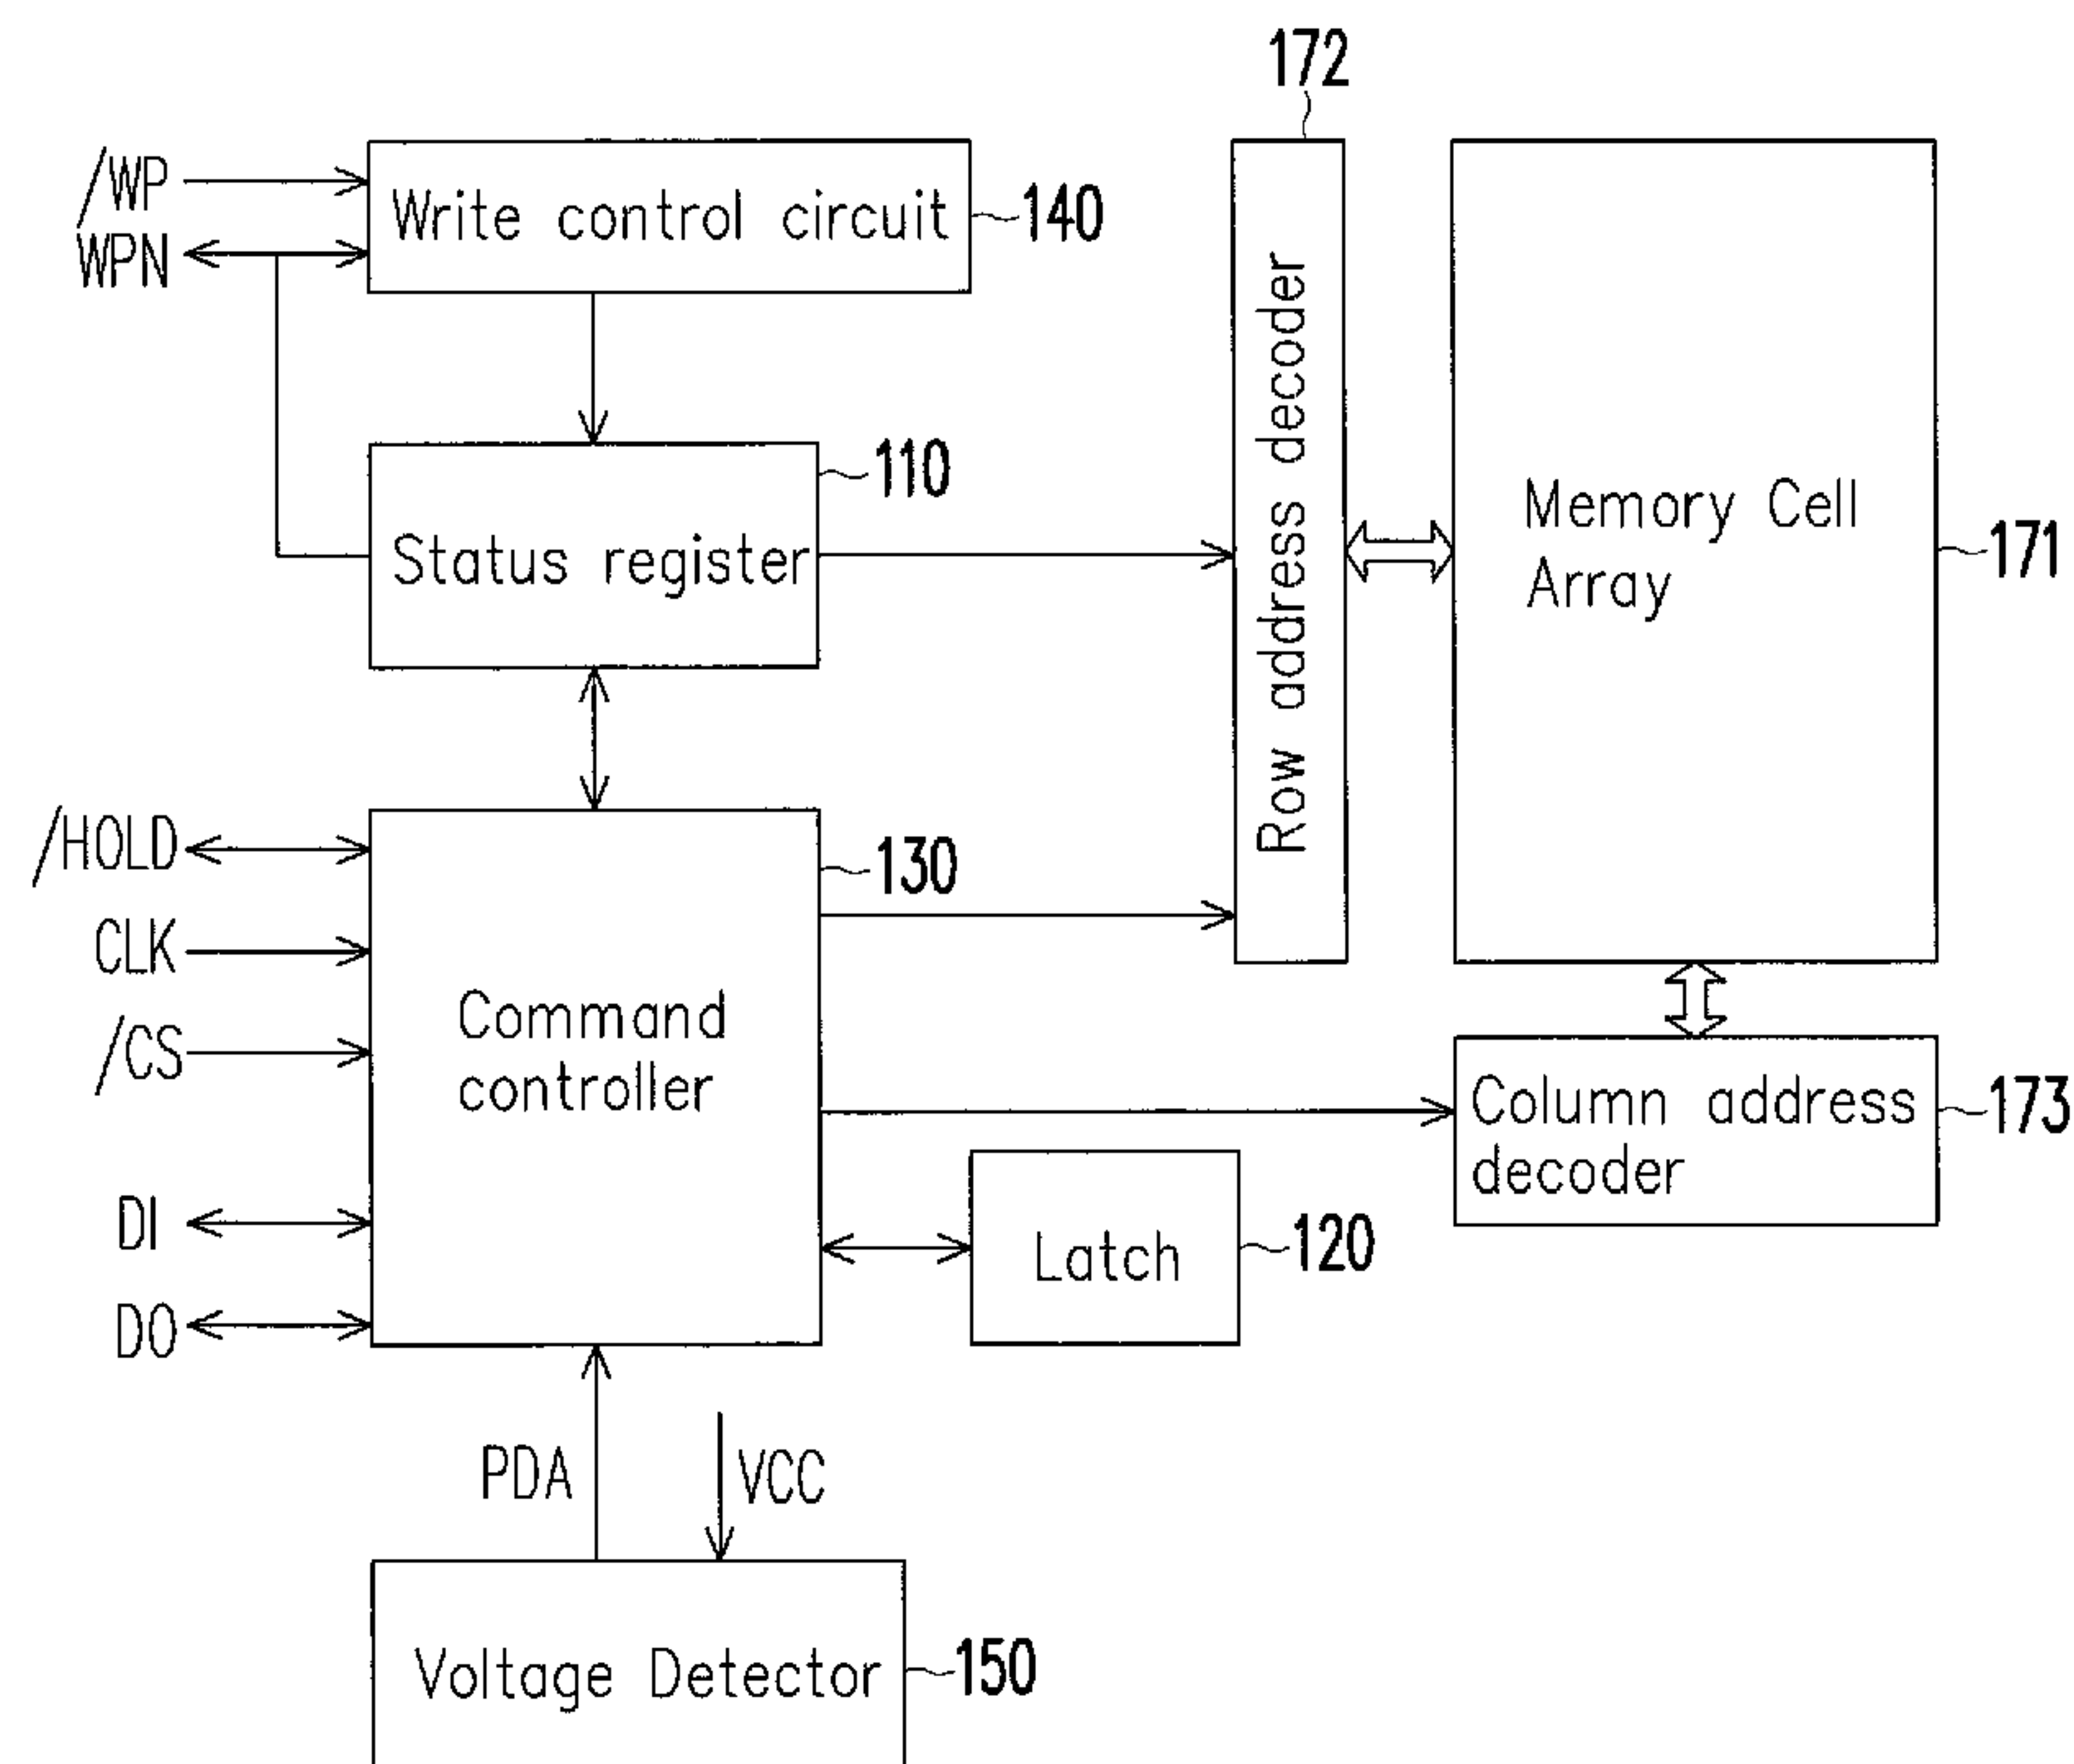 172
/WP
WPN
Write control circuit
140
110
Status register
Row address decoder
Memory Cell
Array
171
/HOLD
CLK
/CS
DI
DO
130
Command
controller
Column address
decoder
173
Latch
120
PDA
VCC
Voltage Detector
150